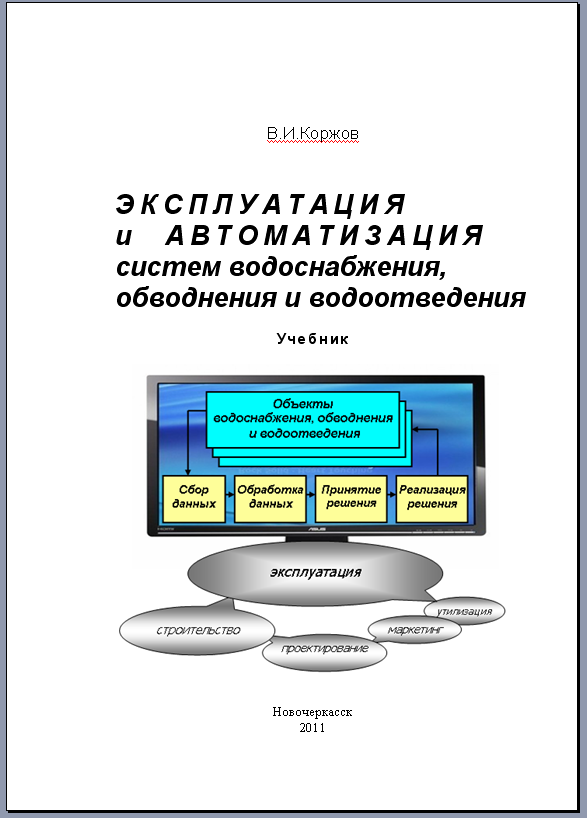 В.И.Коржов
ЭКСПЛУАТАЦИЯ
и АВТОМАТИЗАЦИЯ
систем водоснабжения,
обводнения и водоотведения
Учебник
Объекты
водоснабжения, обводнения
и водоотведения
Сбор
данных
Обработка
данных
Принятие
решения
Реализация
решения
ASUS
эксплуатация
утилизация
маркетинг
строительство
проектирование
Новочеркасск
2011